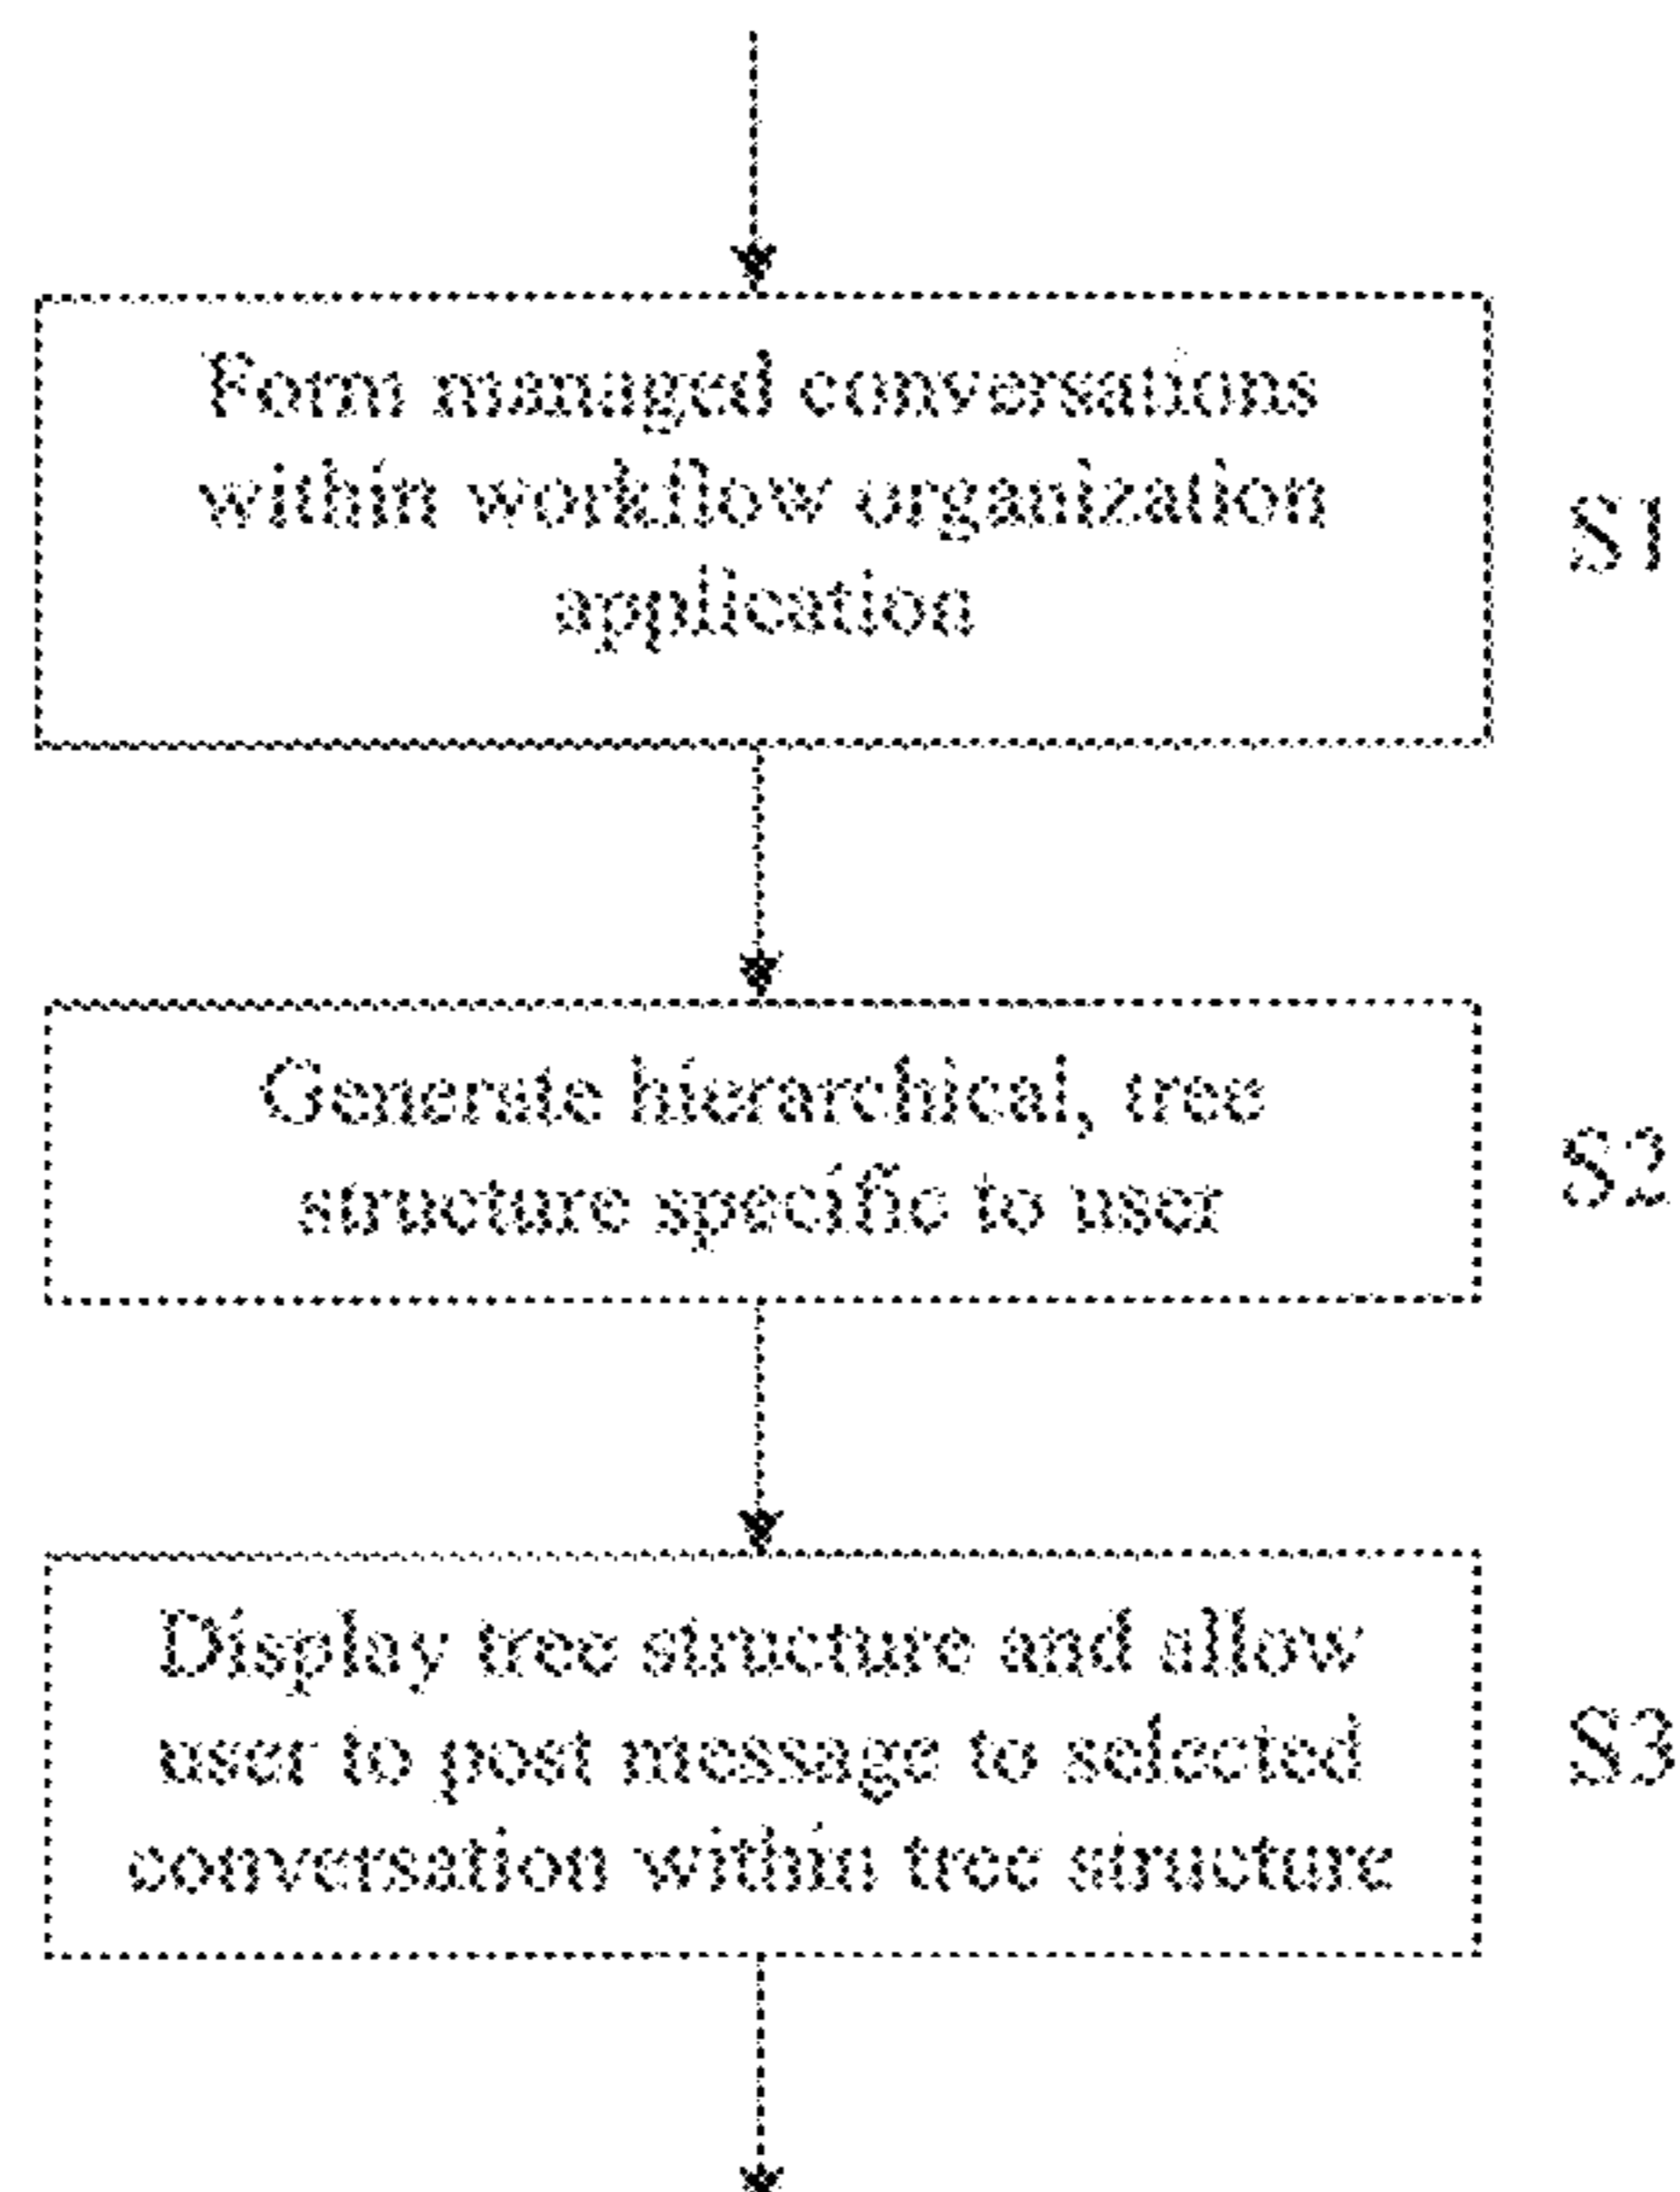 Form managed conversations
within workflow organization
application
S1
Generate hierarchical, tree
structure specific to user
S2
Display tree structure and allow
user to post message to selected
conversation within tree structure
S3